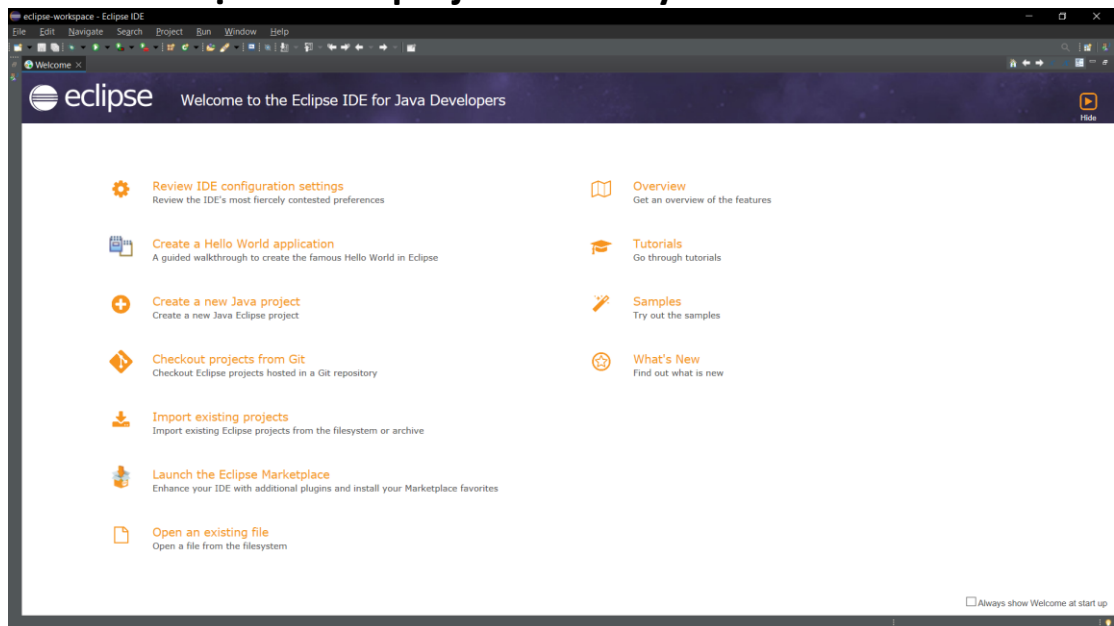 eclipse-workspace - Eclipse IDE
File Edit Navigate Search Project Run Window Help
Welcome
eclipse Welcome to the Eclipse IDE for Java Developers
Hide
Review IDE configuration settings
Review the IDE's most fiercely contested preferences
Overview
Get an overview of the features
Create a Hello World application
A guided walkthrough to create the famous Hello World in Eclipse
Tutorials
Go through tutorials
Create a new Java project
Create a new Java Eclipse project
Samples
Try out the samples
Checkout projects from Git
Checkout Eclipse projects hosted in a Git repository
What's New
Find out what is new
Import existing projects
Import existing Eclipse projects from the filesystem or archive
Launch the Eclipse Marketplace
Enhance your IDE with additional plugins and install your Marketplace favorites
Open an existing file
Open a file from the filesystem
Always show Welcome at start up